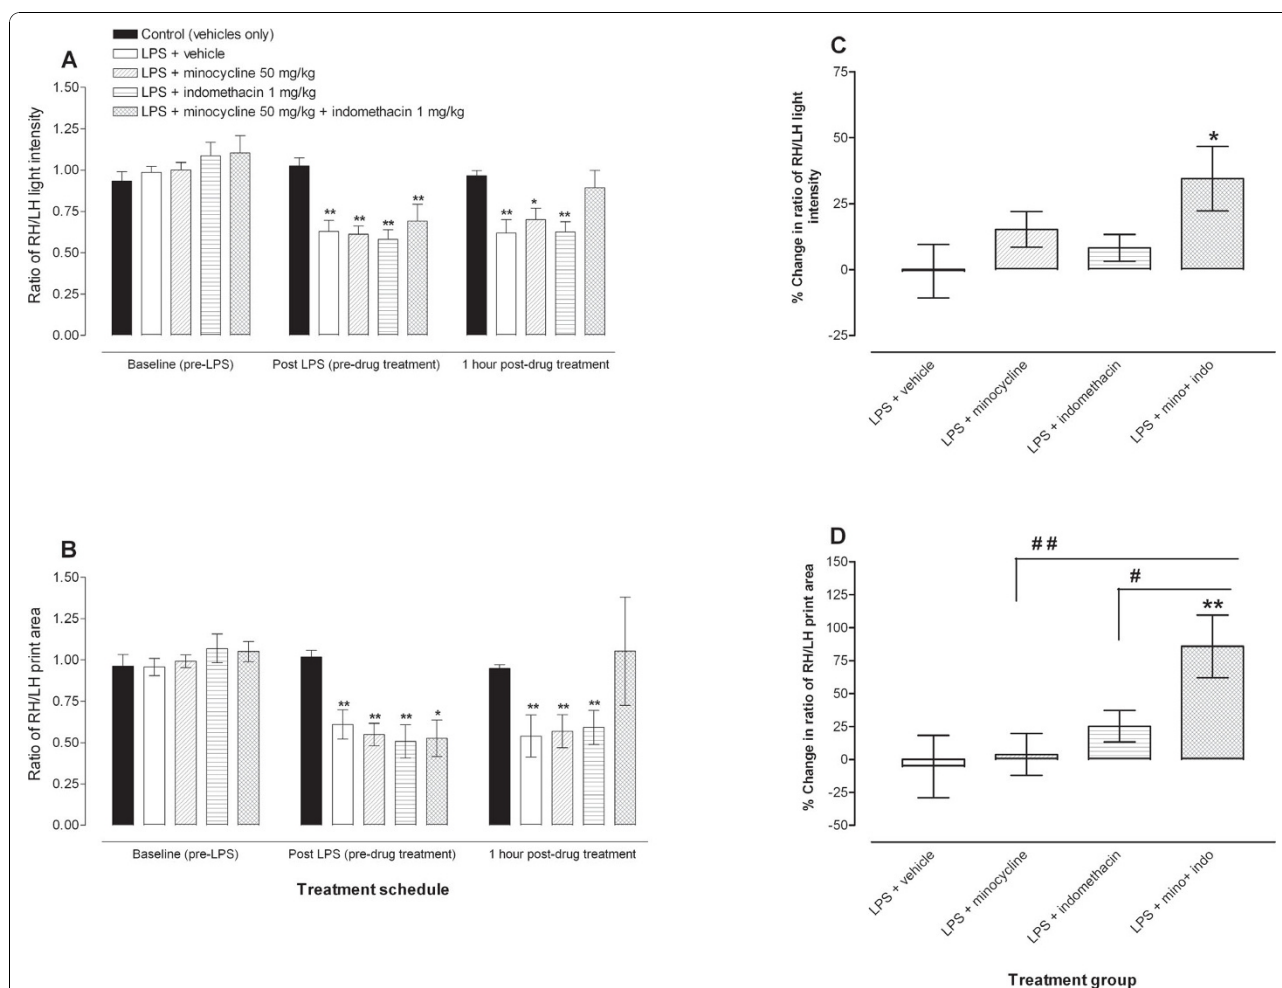 A
Control (vehicles only)
LPS + vehicle
LPS + minocycline 50 mg/kg
LPS + indomethacin 1 mg/kg
LPS + minocycline 50 mg/kg + indomethacin 1 mg/kg
Ratio of RH/LH light intensity
1.50
1.25
1.00
0.75
0.50
0.25
0.00
** ** ** **
** * **
Baseline (pre-LPS) Post LPS (pre-drug treatment) 1 hour post-drug treatment
B
Ratio of RH/LH print area
1.50
1.25
1.00
0.75
0.50
0.25
0.00
** ** ** *
** ** **
Baseline (pre-LPS) Post LPS (pre-drug treatment) 1 hour post-drug treatment
Treatment schedule
C
% Change in ratio of RH/LH light
intensity
75
50
25
0
-25
*
LPS + vehicle
LPS + minocycline
LPS + indomethacin
LPS + mino+ indo
D
% Change in ratio of RH/LH print area
150
125
100
75
50
25
0
-25
-50
# #
#
**
LPS + vehicle
LPS + minocycline
LPS + indomethacin
LPS + mino+ indo
Treatment group